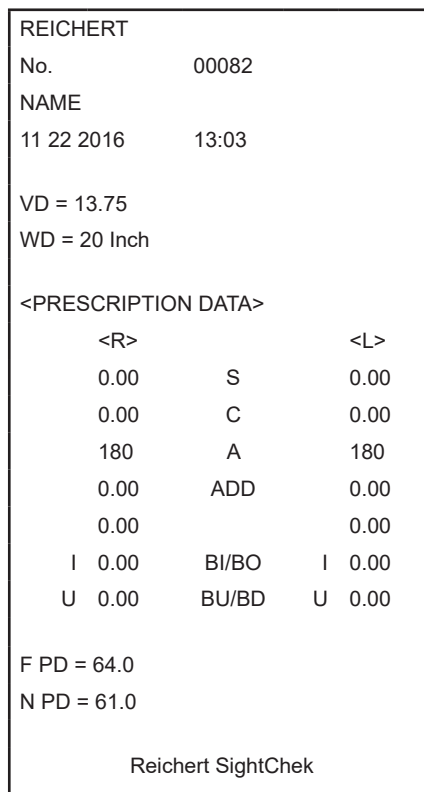 REICHERT
No. 00082
NAME
11 22 2016 13:03
VD = 13.75
WD = 20 Inch
<PRESCRIPTION DATA>
<R> <L>
0.00 S 0.00
0.00 C 0.00
180 A 180
0.00 ADD 0.00
0.00 0.00
I 0.00 BI/BO I 0.00
U 0.00 BU/BD U 0.00
F PD = 64.0
N PD = 61.0
Reichert SightChek